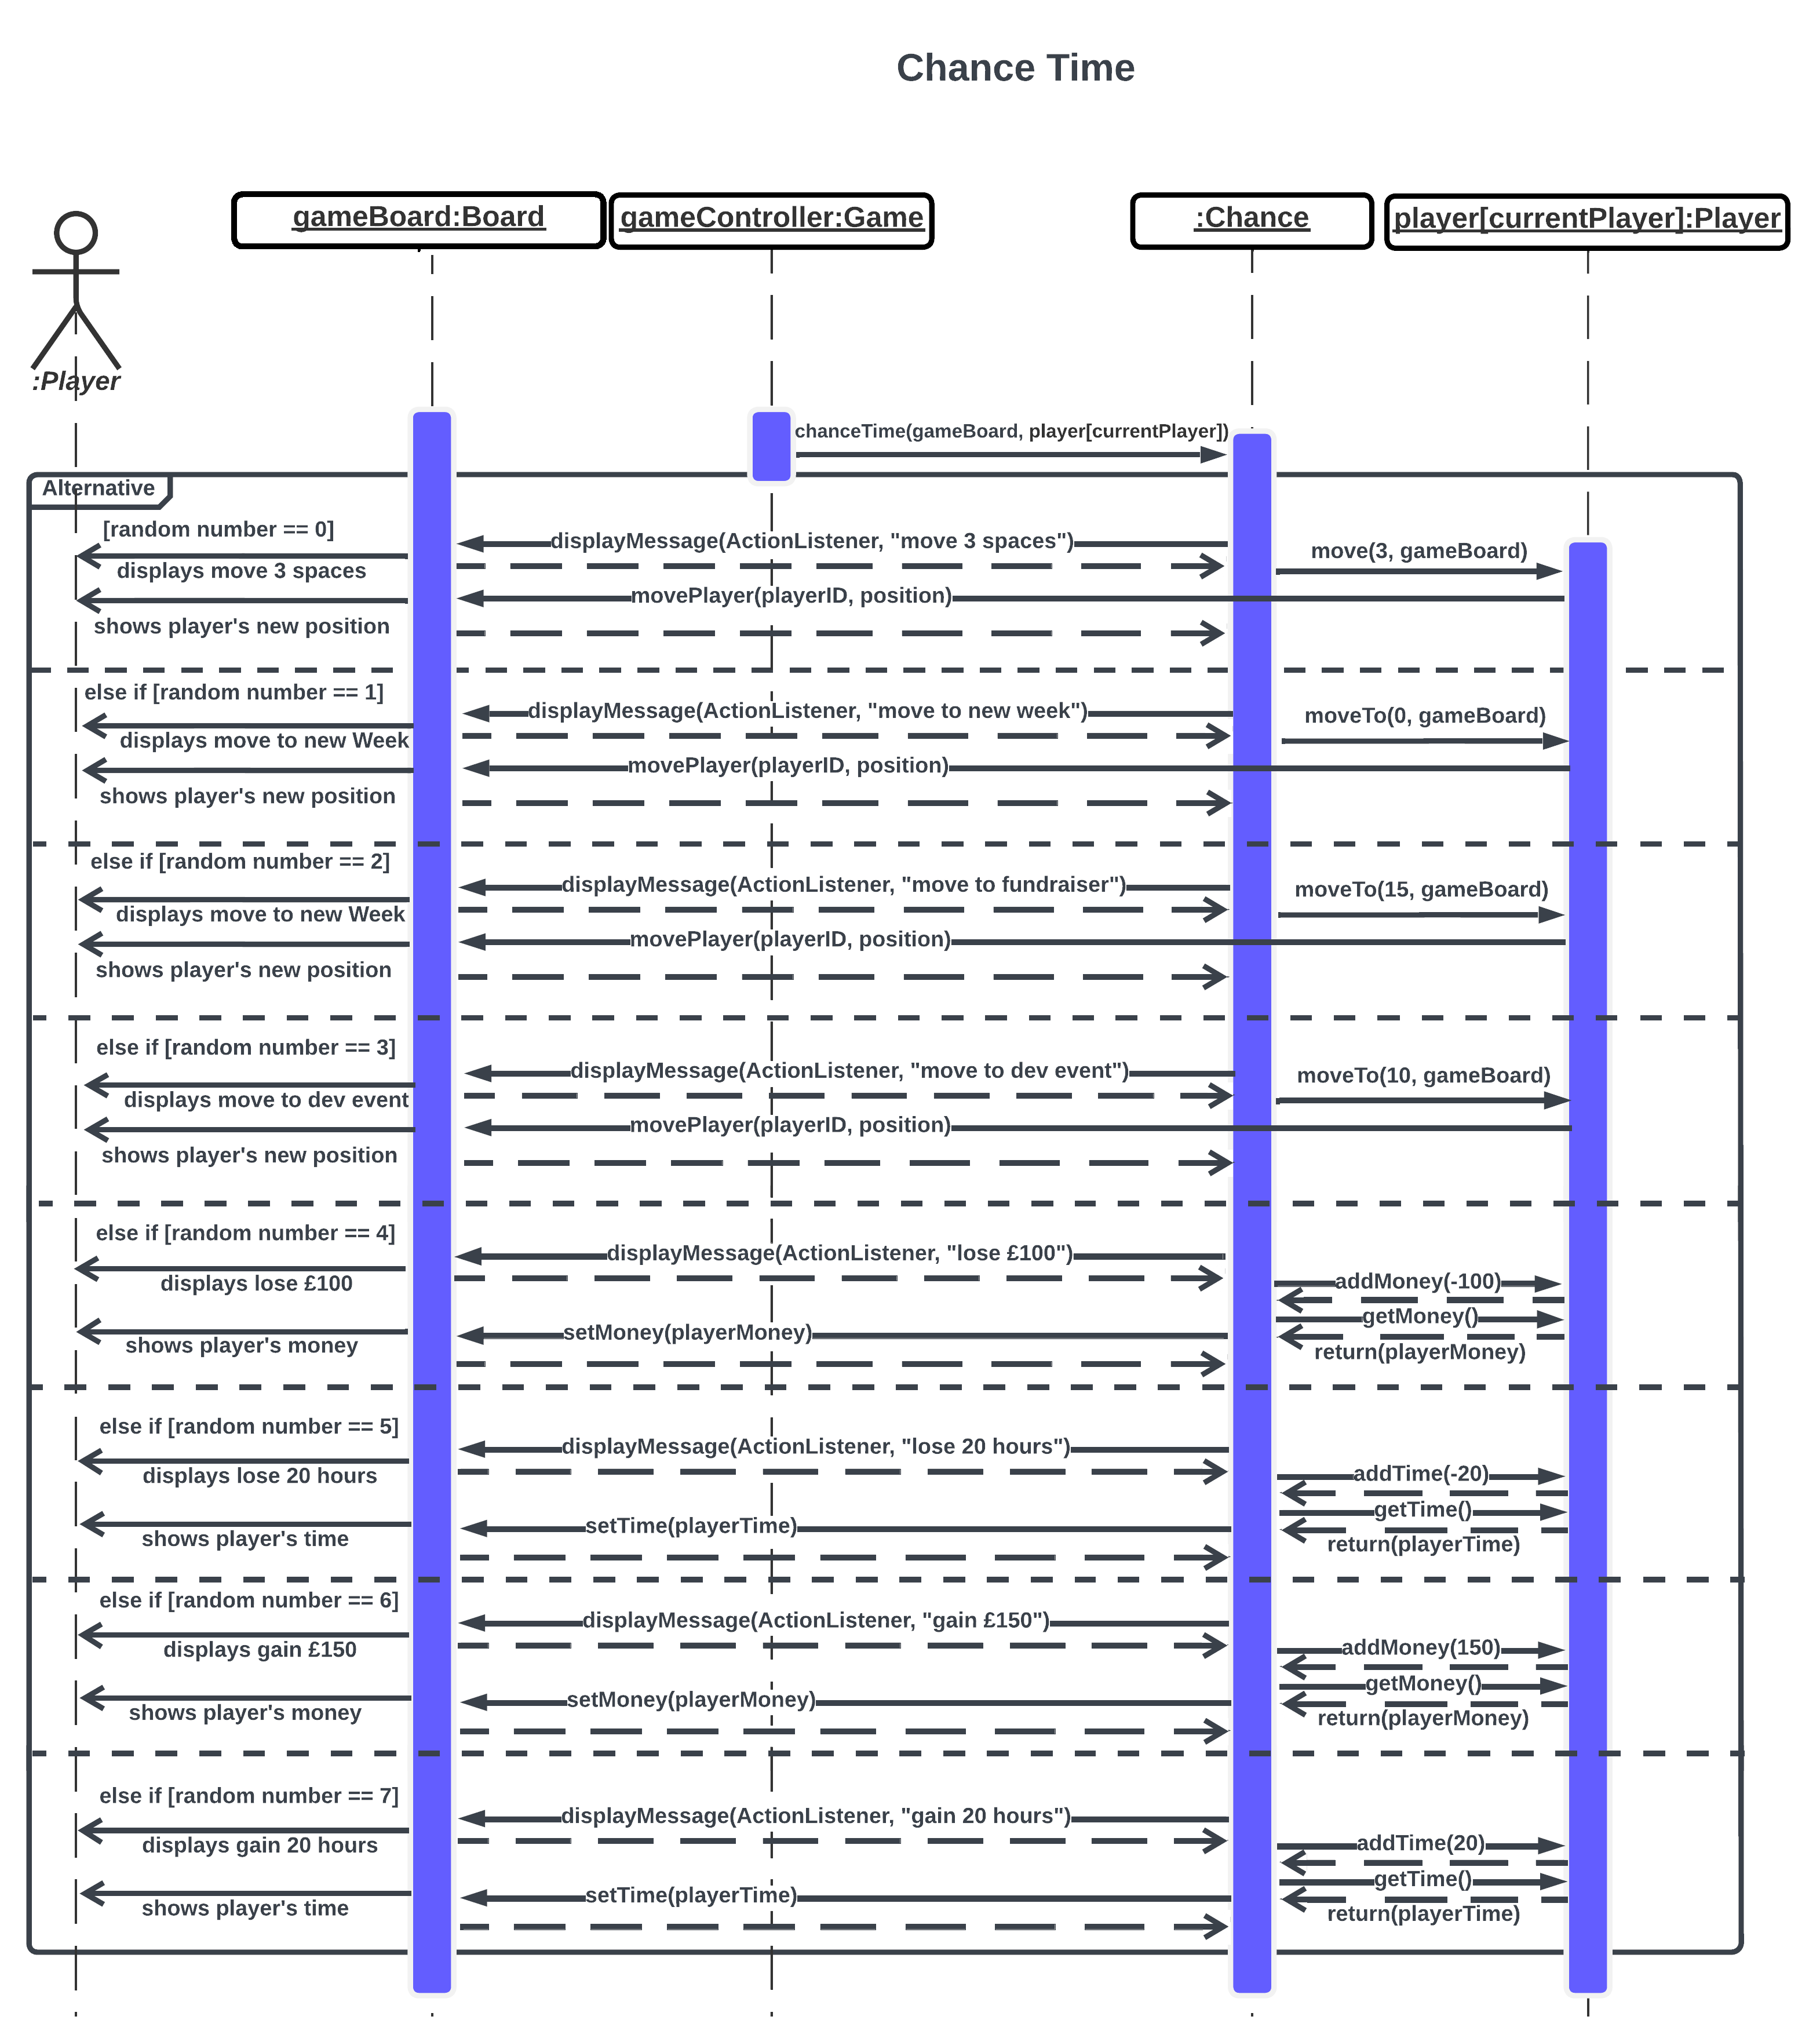 Chance Time
:Player
gameBoard:Board
gameController:Game
:Chance
player[currentPlayer]:Player
chanceTime(gameBoard, player[currentPlayer])
Alternative
[random number == 0]
displayMessage(ActionListener, "move 3 spaces")
move(3, gameBoard)
displays move 3 spaces
movePlayer(playerID, position)
shows player's new position
else if [random number == 1]
displayMessage(ActionListener, "move to new week")
moveTo(0, gameBoard)
displays move to new Week
movePlayer(playerID, position)
shows player's new position
else if [random number == 2]
displayMessage(ActionListener, "move to fundraiser")
moveTo(15, gameBoard)
displays move to new Week
movePlayer(playerID, position)
shows player's new position
else if [random number == 3]
displayMessage(ActionListener, "move to dev event")
moveTo(10, gameBoard)
displays move to dev event
movePlayer(playerID, position)
shows player's new position
else if [random number == 4]
displayMessage(ActionListener, "lose £100")
displays lose £100
addMoney(-100)
getMoney()
setMoney(playerMoney)
shows player's money
return(playerMoney)
else if [random number == 5]
displayMessage(ActionListener, "lose 20 hours")
displays lose 20 hours
addTime(-20)
getTime()
setTime(playerTime)
shows player's time
return(playerTime)
else if [random number == 6]
displayMessage(ActionListener, "gain £150")
displays gain £150
addMoney(150)
getMoney()
setMoney(playerMoney)
shows player's money
return(playerMoney)
else if [random number == 7]
displayMessage(ActionListener, "gain 20 hours")
displays gain 20 hours
addTime(20)
getTime()
setTime(playerTime)
shows player's time
return(playerTime)